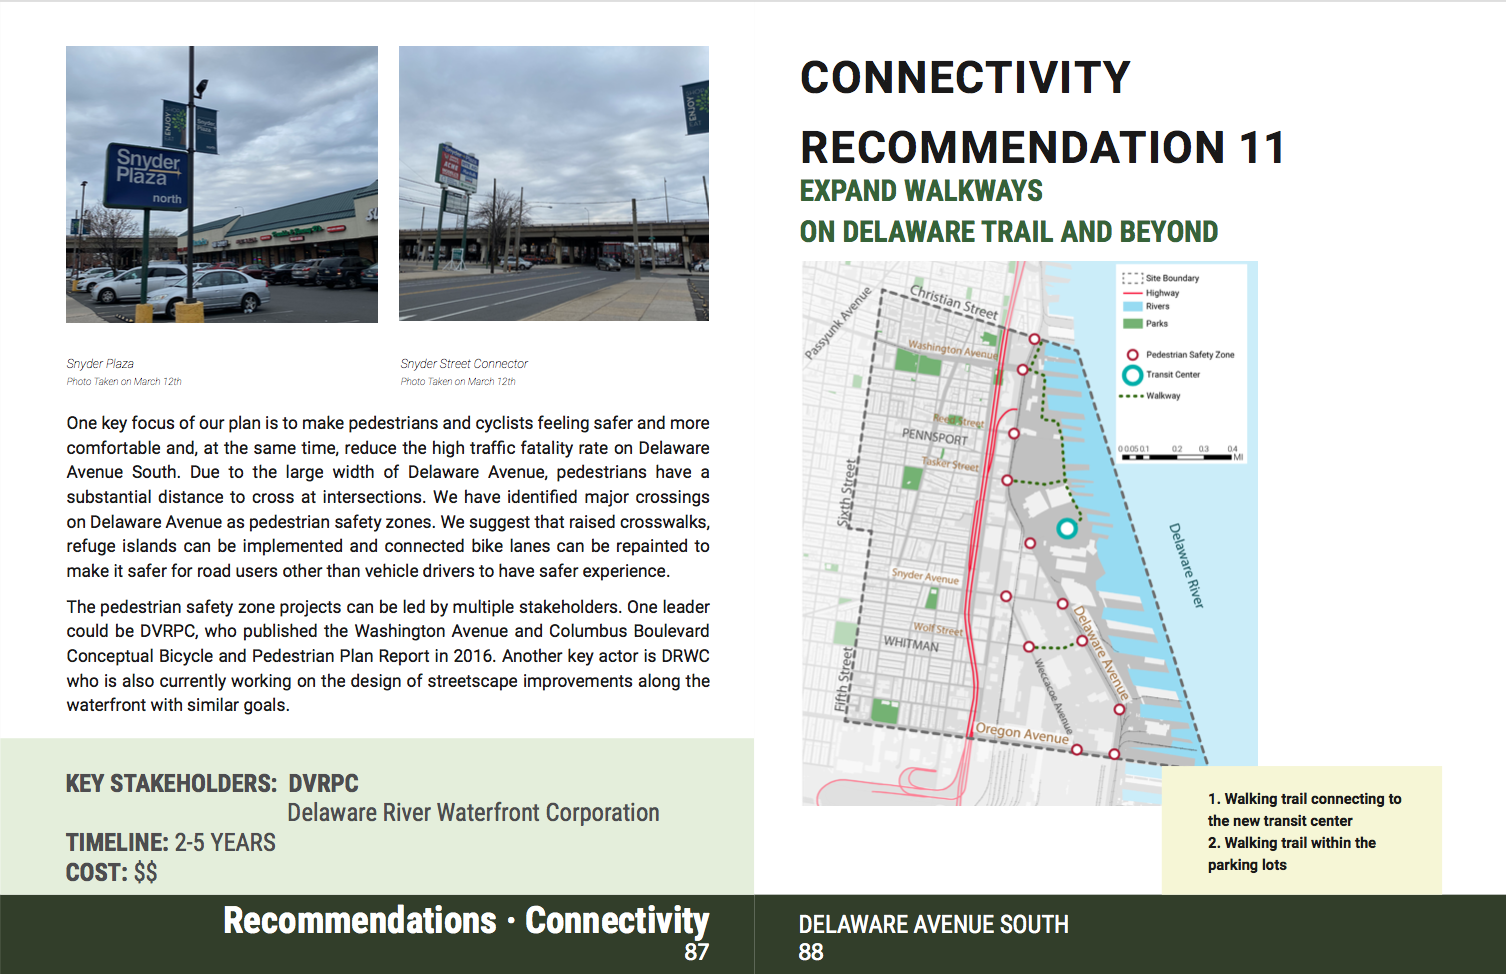 Snyder
Plaza
north
ENJOY
Snyder
Plaza
ENJOY
Snyder Plaza
Photo Taken on March 12th
Snyder Street Connector
Photo Taken on March 12th
One key focus of our plan is to make pedestrians and cyclists feeling safer and more
comfortable and, at the same time, reduce the high traffic fatality rate on Delaware
Avenue South. Due to the large width of Delaware Avenue, pedestrians have a
substantial distance to cross at intersections. We have identified major crossings
on Delaware Avenue as pedestrian safety zones. We suggest that raised crosswalks,
refuge islands can be implemented and connected bike lanes can be repainted to
make it safer for road users other than vehicle drivers to have safer experience.
The pedestrian safety zone projects can be led by multiple stakeholders. One leader
could be DVRPC, who published the Washington Avenue and Columbus Boulevard
Conceptual Bicycle and Pedestrian Plan Report in 2016. Another key actor is DRWC
who is also currently working on the design of streetscape improvements along the
waterfront with similar goals.
KEY STAKEHOLDERS: DVRPC
Delaware River Waterfront Corporation
TIMELINE: 2-5 YEARS
COST: $$
Recommendations · Connectivity
87
CONNECTIVITY
RECOMMENDATION 11
EXPAND WALKWAYS
ON DELAWARE TRAIL AND BEYOND
Passyunk Avenue
Christian Street
Washington Avenue
Reed Street
PENNSPORT
Tasker Street
Sixth Street
Snyder Avenue
Wolf Street
WHITMAN
Fifth Street
Weccacoe Avenue
Delaware Avenue
Oregon Avenue
Delaware River
Site Boundary
Highway
Rivers
Parks
Pedestrian Safety Zone
Transit Center
Walkway
0 0.05 0.1 0.2 0.3 0.4
MI
1. Walking trail connecting to
the new transit center
2. Walking trail within the
parking lots
DELAWARE AVENUE SOUTH
88